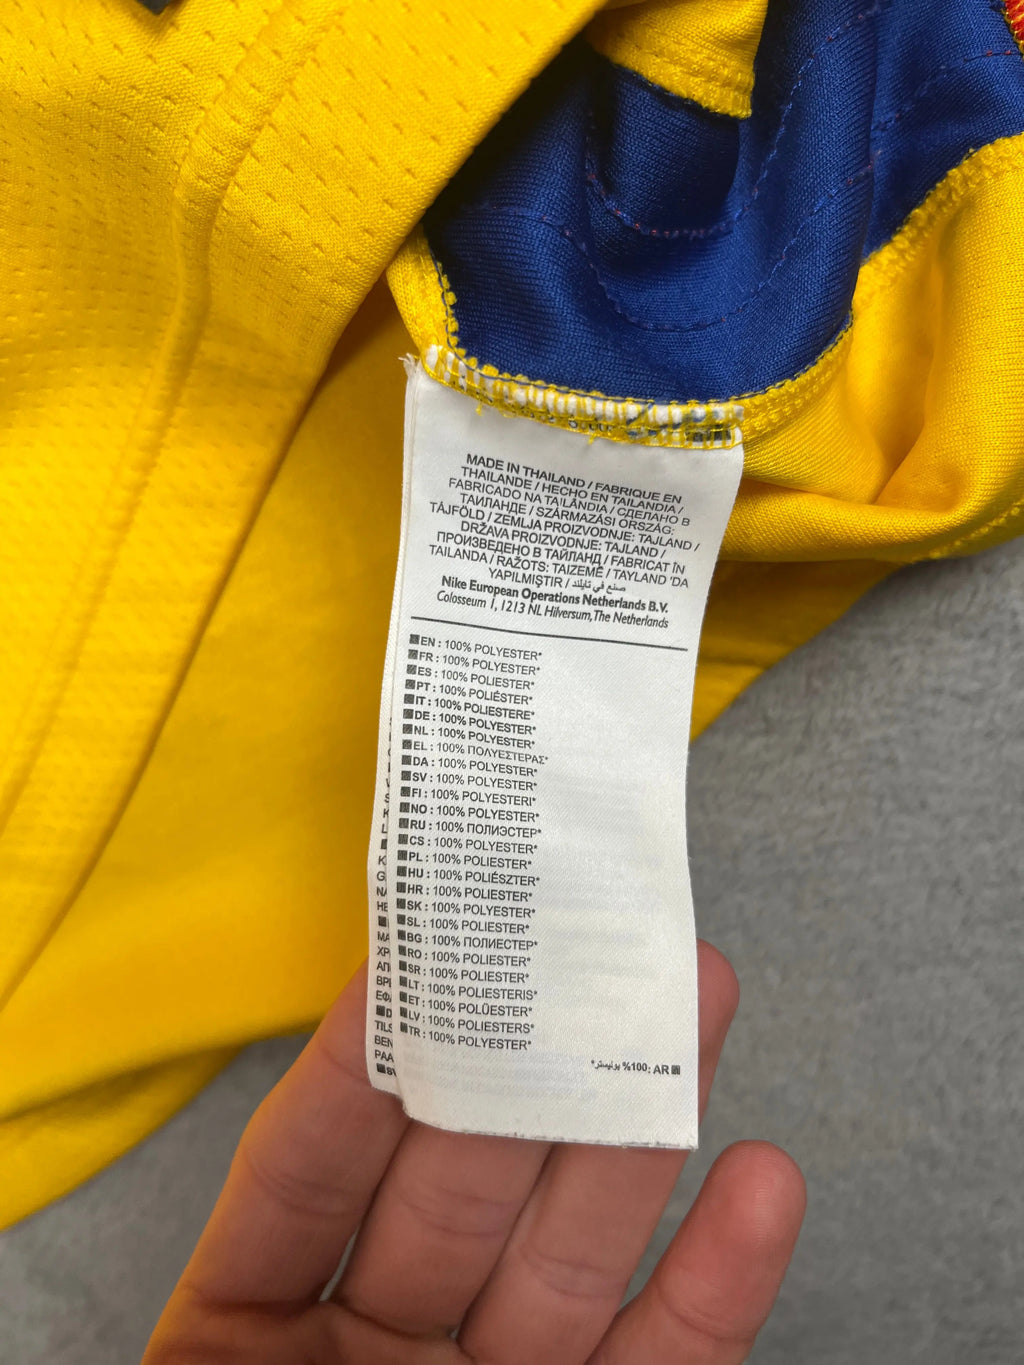 MADE IN THAILAND / FABRIQUE EN
THAILANDE / HECHO EN TAILANDIA /
FABRICADO NA TAILÂNDIA / СДЕЛАНО В
ТАИЛАНДЕ / SZÁRMAZÁSI ORSZÁG:
TÁJFÖLD / ZEMLJA PROIZVODNJE: TAJLAND /
DRŽAVA PROIZVODNJE: TAJLAND /
ПРОИЗВЕДЕНО В ТАЙЛАНД / FABRICAT ÎN
TAILANDA / RAŽOTS: TAIZEMĒ / TAYLAND 'DA
YAPILMIŞTIR / صنع في تايلند
Nike European Operations Netherlands B.V.
Colosseum 1, 1213 NL Hilversum, The Netherlands
EN : 100% POLYESTER*
FR : 100% POLYESTER*
ES : 100% POLIESTER*
PT : 100% POLIÉSTER*
IT : 100% POLIESTERE*
DE : 100% POLYESTER*
NL : 100% POLYESTER*
EL : 100% ΠΟΛΥΕΣΤΕΡΑΣ*
DA : 100% POLYESTER*
SV : 100% POLYESTER*
FI : 100% POLYESTERI*
NO : 100% POLYESTER*
RU : 100% ПОЛИЭСТЕР*
CS : 100% POLYESTER*
PL : 100% POLIESTER*
HU : 100% POLIÉSZTER*
HR : 100% POLIESTER*
SK : 100% POLYESTER*
SL : 100% POLIESTER*
BG : 100% ПОЛИЕСТЕР*
RO : 100% POLIESTER*
SR : 100% POLIESTER*
LT : 100% POLIESTERIS*
ET : 100% POLÜESTER*
LV : 100% POLIESTERS*
TR : 100% POLYESTER*
AR :100% بوليستر*